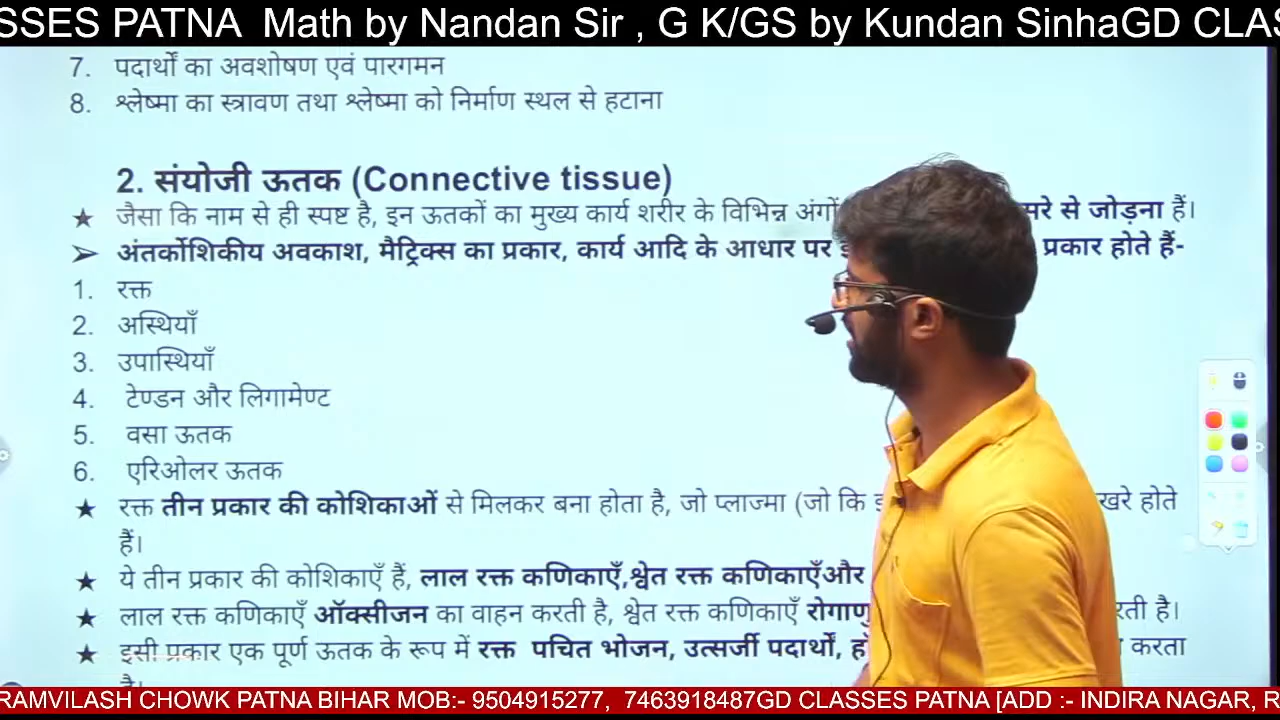 SSES PATNA Math by Nandan Sir , G K/GS by Kundan SinhaGD CLAS
7. पदार्थों का अवशोषण एवं पारगमन
8. श्लेष्मा का स्त्रावण तथा श्लेष्मा को निर्माण स्थल से हटाना
2. संयोजी ऊतक (Connective tissue)
★ जैसा कि नाम से ही स्पष्ट है, इन ऊतकों का मुख्य कार्य शरीर के विभिन्न अंगों सरे से जोड़ना हैं।
➢ अंतर्कोशिकीय अवकाश, मैट्रिक्स का प्रकार, कार्य आदि के आधार पर प्रकार होते हैं-
1. रक्त
2. अस्थियाँ
3. उपास्थियाँ
4. टेण्डन और लिगामेण्ट
5. वसा ऊतक
6. एरिओलर ऊतक
★ रक्त तीन प्रकार की कोशिकाओं से मिलकर बना होता है, जो प्लाज्मा (जो कि खरे होते
हैं।
★ ये तीन प्रकार की कोशिकाएँ हैं, लाल रक्त कणिकाएँ,श्वेत रक्त कणिकाएँऔर
★ लाल रक्त कणिकाएँ ऑक्सीजन का वाहन करती है, श्वेत रक्त कणिकाएँ रोगाणु रती है।
★ इसी प्रकार एक पूर्ण ऊतक के रूप में रक्त पचित भोजन, उत्सर्जी पदार्थों, करता
RAMVILASH CHOWK PATNA BIHAR MOB:- 9504915277, 7463918487GD CLASSES PATNA [ADD :- INDIRA NAGAR, R